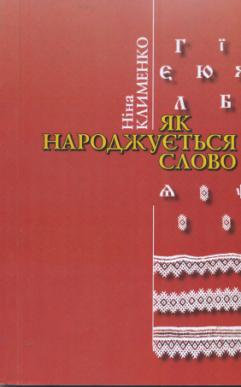 Ніна
КЛИМЕНКО
Г Ї
Є Ю Я
Л Б
ЯК
НАРОДЖУЄТЬСЯ
СЛОВО